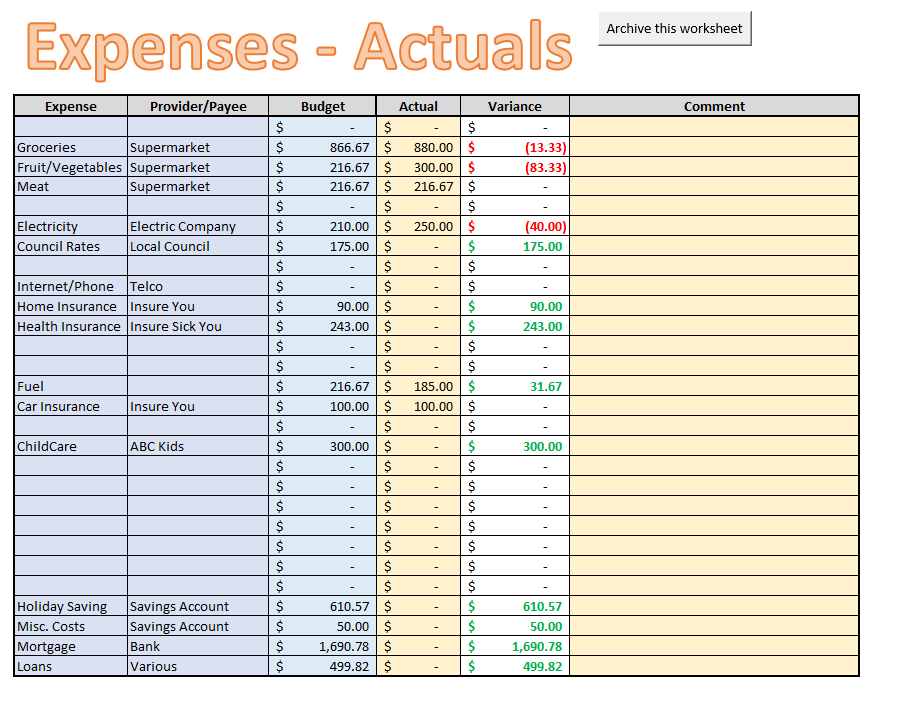 Expenses - Actuals
Archive this worksheet
Expense Provider/Payee Budget Actual Variance Comment
$ - $ - $ -
Groceries Supermarket $ 866.67 $ 880.00 $ (13.33)
Fruit/Vegetables Supermarket $ 216.67 $ 300.00 $ (83.33)
Meat Supermarket $ 216.67 $ 216.67 $ -
$ - $ - $ -
Electricity Electric Company $ 210.00 $ 250.00 $ (40.00)
Council Rates Local Council $ 175.00 $ - $ 175.00
$ - $ - $ -
Internet/Phone Telco $ - $ - $ -
Home Insurance Insure You $ 90.00 $ - $ 90.00
Health Insurance Insure Sick You $ 243.00 $ - $ 243.00
$ - $ - $ -
$ - $ - $ -
Fuel $ 216.67 $ 185.00 $ 31.67
Car Insurance Insure You $ 100.00 $ 100.00 $ -
$ - $ - $ -
ChildCare ABC Kids $ 300.00 $ - $ 300.00
$ - $ - $ -
$ - $ - $ -
$ - $ - $ -
$ - $ - $ -
$ - $ - $ -
$ - $ - $ -
$ - $ - $ -
Holiday Saving Savings Account $ 610.57 $ - $ 610.57
Misc. Costs Savings Account $ 50.00 $ - $ 50.00
Mortgage Bank $ 1,690.78 $ - $ 1,690.78
Loans Various $ 499.82 $ - $ 499.82